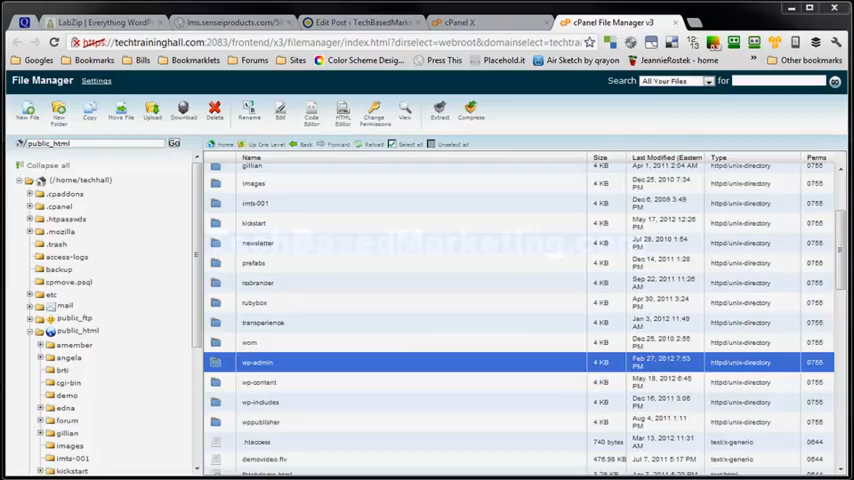 LabZip | Everything WordPr
lms.senseiproducts.com/5
Edit Post ‹ TechBasedMark
cPanel X
cPanel File Manager v3
https://techtraininghall.com:2083/frontend/x3/filemanager/index.html?dirselect=webroot&domainselect=techtra
Google Bookmarks Bills Bookmarklets Forums Color Scheme Desig... Press This Placehold.it Air Sketch by qrayon JeannieRostek - home » Other bookmarks
File Manager Settings Search All Your Files for GO
New File New Folder Copy Move File Upload Download Delete Rename Edit Code Editor HTML Editor Change Permissions View Extract Compress
/public_html Go Home Up One Level Back Forward Reload Select all Unselect all
Collapse all
(/home/techhall)
.cpaddons
.cpanel
.htpasswds
.mozilla
.trash
access-logs
backup
cpmove.psql
etc
mail
public_ftp
public_html
amember
angela
brti
cgi-bin
demo
edna
forum
gillian
images
imts-001
kickstart
Name Size Last Modified (Eastern Type Perms
gillian 4 KB Apr 1, 2011 2:04 AM httpd/unix-directory 0755
images 4 KB Dec 25, 2010 7:34 PM httpd/unix-directory 0755
imts-001 4 KB Dec 6, 2009 3:49 PM httpd/unix-directory 0755
kickstart 4 KB May 17, 2012 12:26 PM httpd/unix-directory 0755
newsletter 4 KB Jul 28, 2010 1:54 PM httpd/unix-directory 0755
prefabs 4 KB Dec 14, 2011 1:28 PM httpd/unix-directory 0755
rsbrander 4 KB Sep 22, 2011 11:25 AM httpd/unix-directory 0755
rubybox 4 KB Apr 30, 2011 3:24 PM httpd/unix-directory 0755
transperience 4 KB Jan 3, 2012 11:49 AM httpd/unix-directory 0755
wom 4 KB Dec 25, 2010 2:55 PM httpd/unix-directory 0755
wp-admin 4 KB Feb 27, 2012 7:53 PM httpd/unix-directory 0755
wp-content 4 KB May 18, 2012 6:45 PM httpd/unix-directory 0755
wp-includes 4 KB Dec 16, 2011 3:06 PM httpd/unix-directory 0755
wppublisher 4 KB Aug 4, 2011 1:11 PM httpd/unix-directory 0755
.htaccess 740 bytes Mar 13, 2012 11:31 AM text/x-generic 0644
demovideo.flv 476.98 KB Jul 7, 2011 5:17 PM text/x-generic 0644
TechBasedMarketing.com